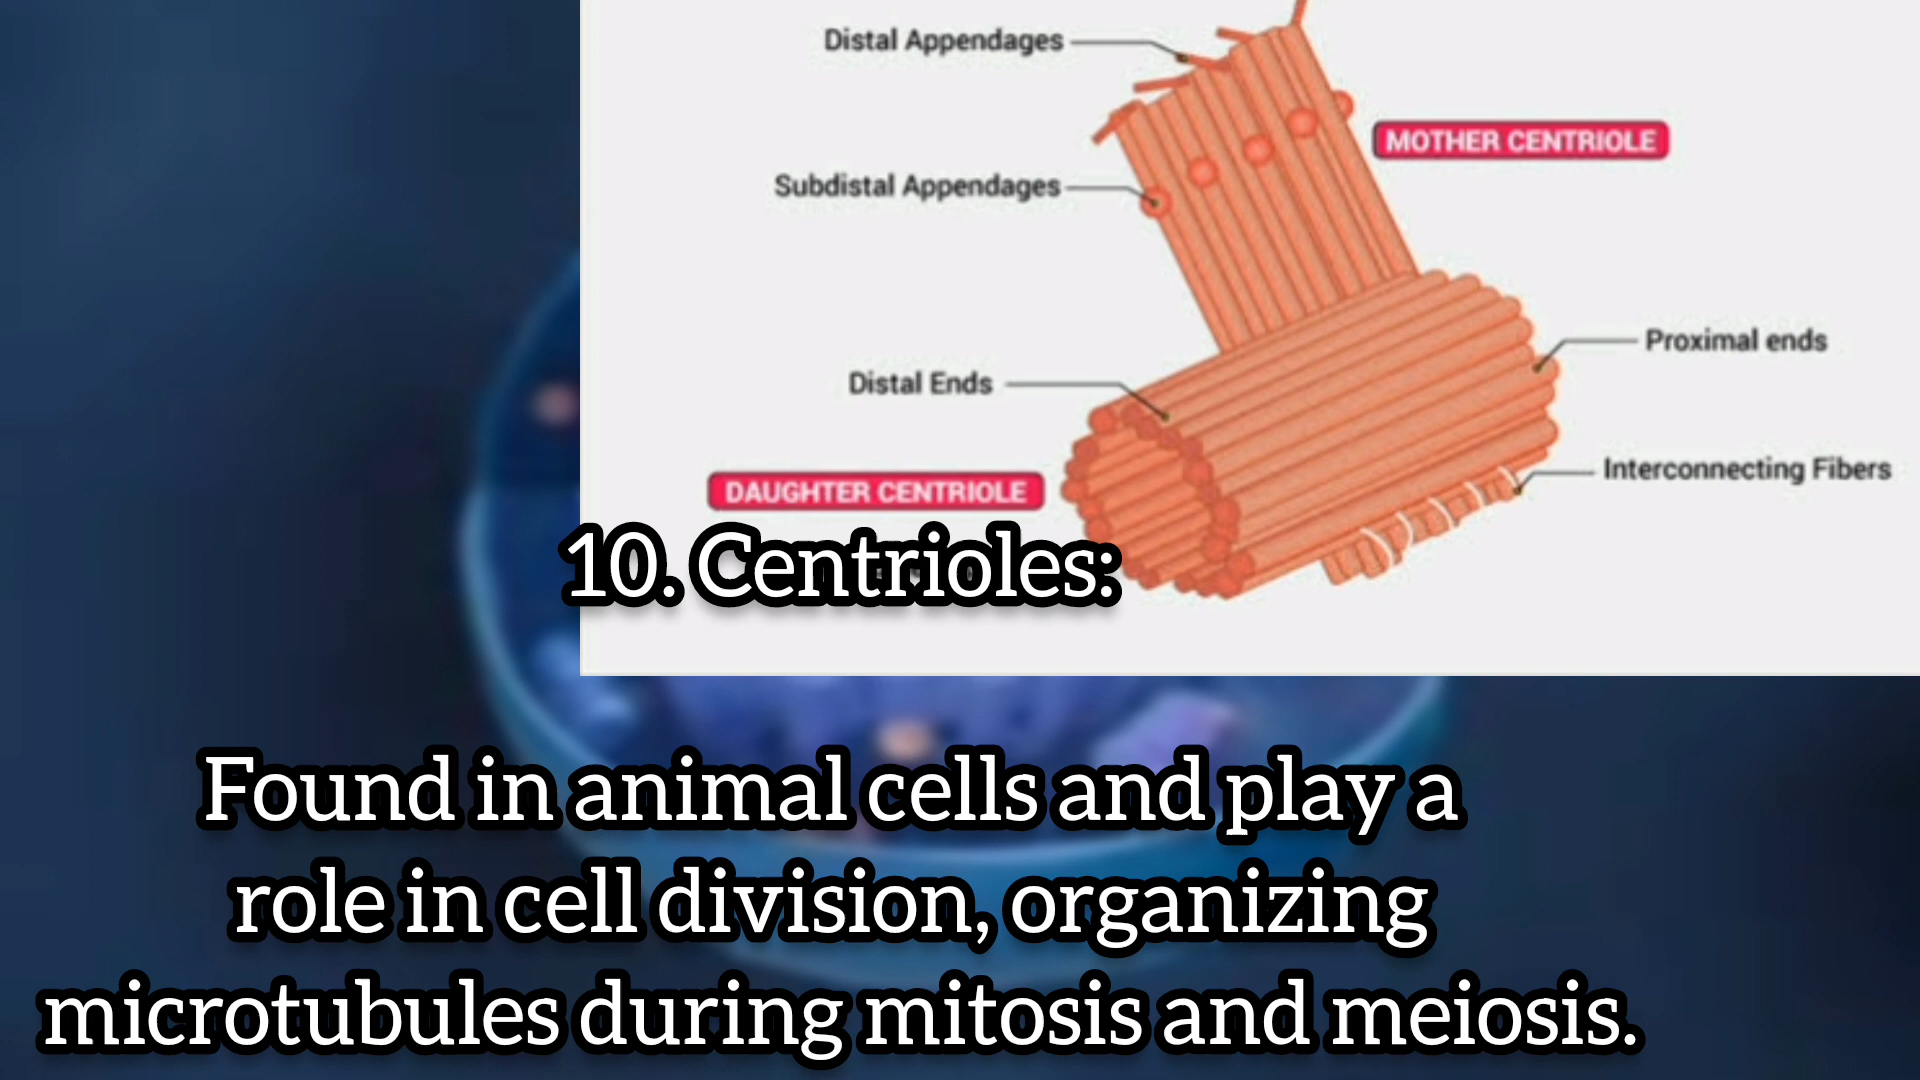 Distal Appendages
MOTHER CENTRIOLE
Subdistal Appendages
Proximal ends
Distal Ends
Interconnecting Fibers
DAUGHTER CENTRIOLE
10. Centrioles:
Found in animal cells and play a
role in cell division, organizing
microtubules during mitosis and meiosis.